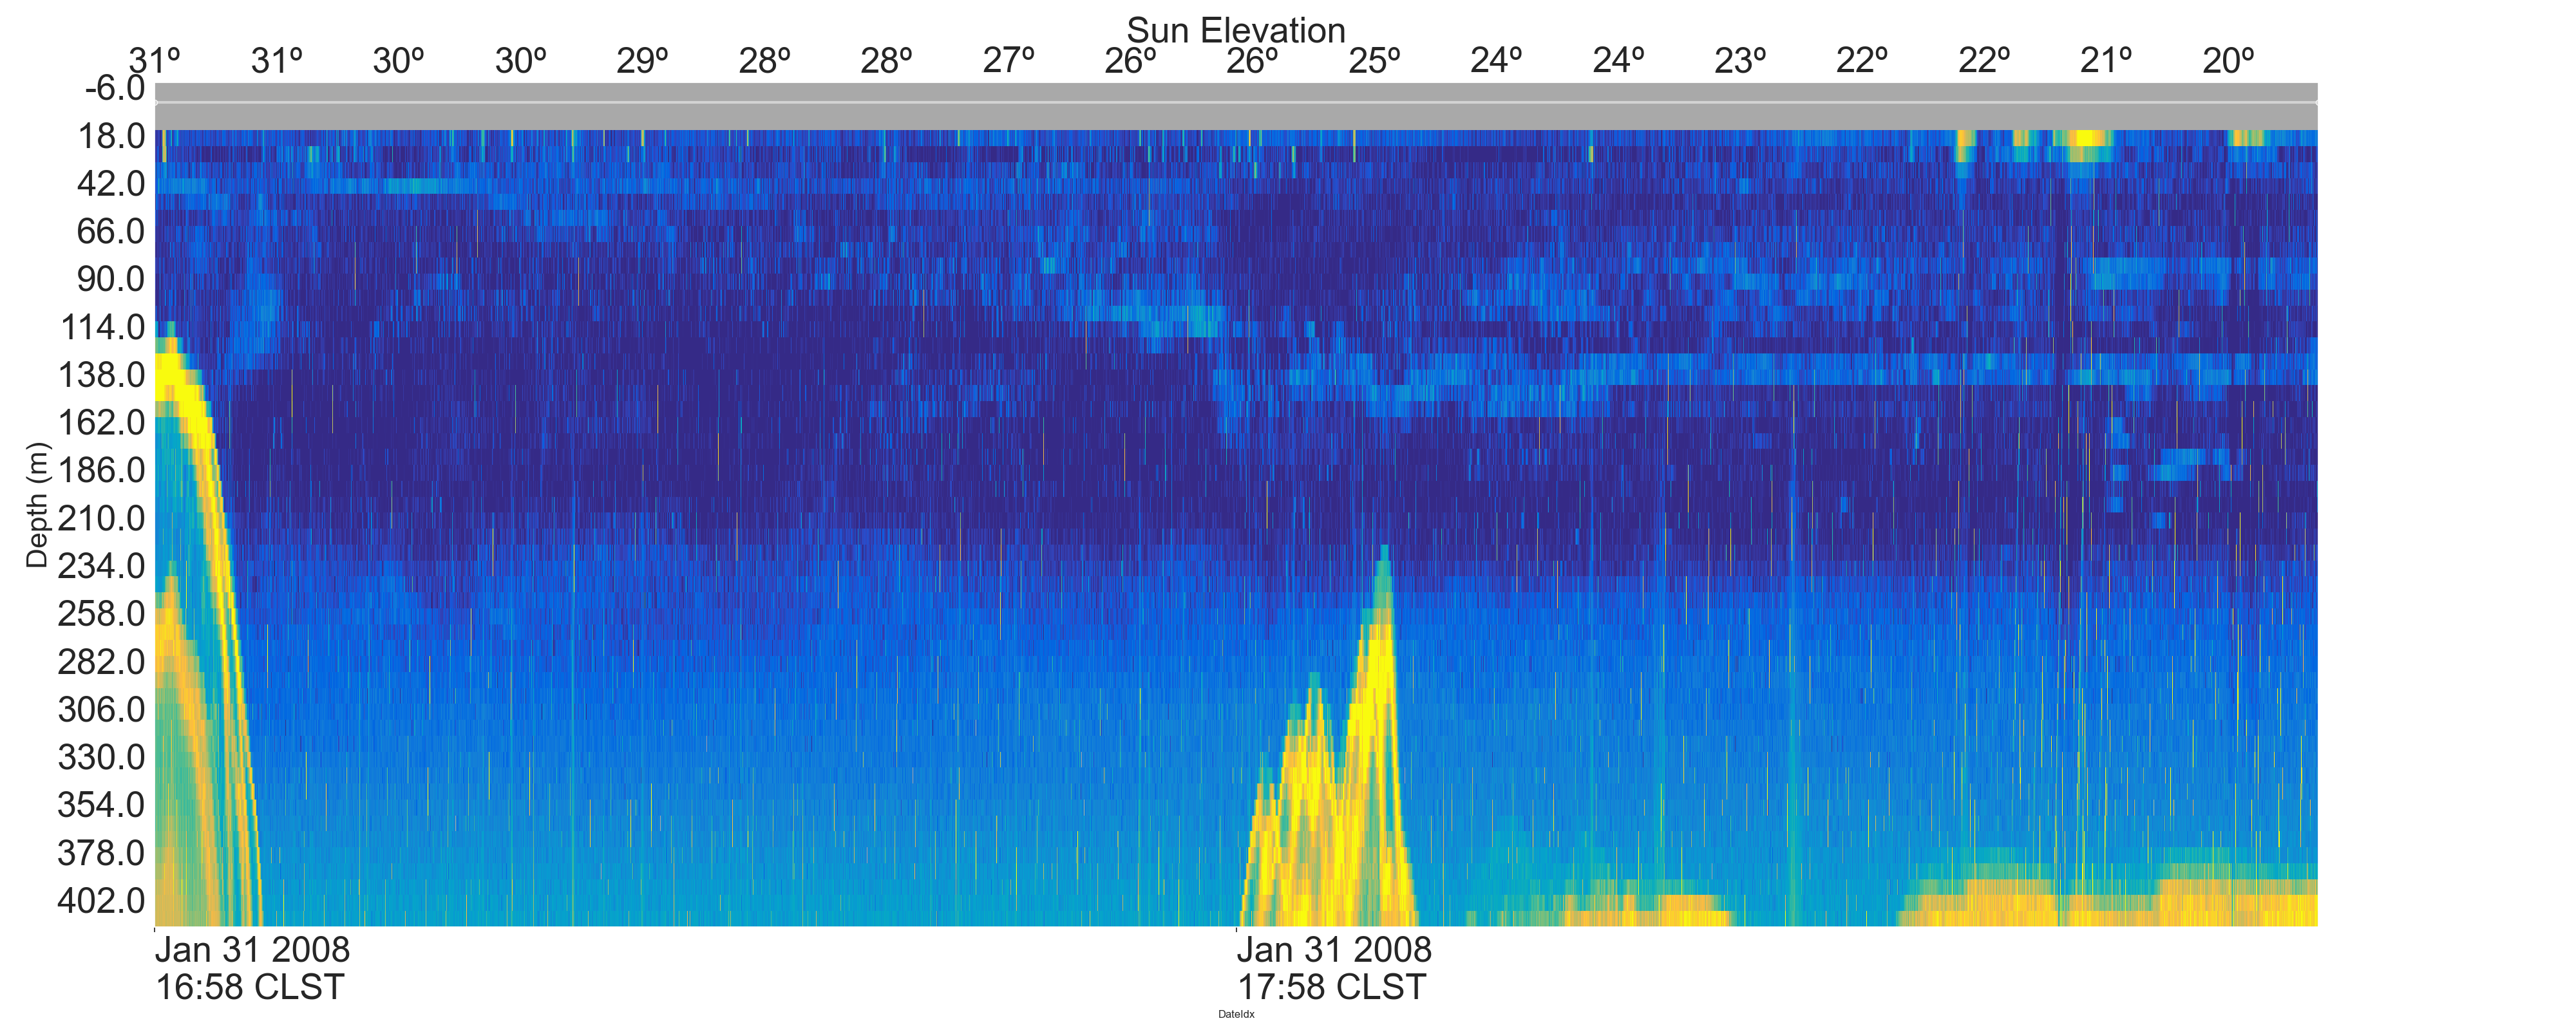 Sun Elevation
31º 31º 30º 30º 29º 28º 28º 27º 26º 26º 25º 24º 24º 23º 22º 22º 21º 20º
-6.0
18.0
42.0
66.0
90.0
114.0
138.0
162.0
186.0
210.0
234.0
258.0
282.0
306.0
330.0
354.0
378.0
402.0
Depth (m)
Jan 31 2008
16:58 CLST
Jan 31 2008
17:58 CLST
DateIdx